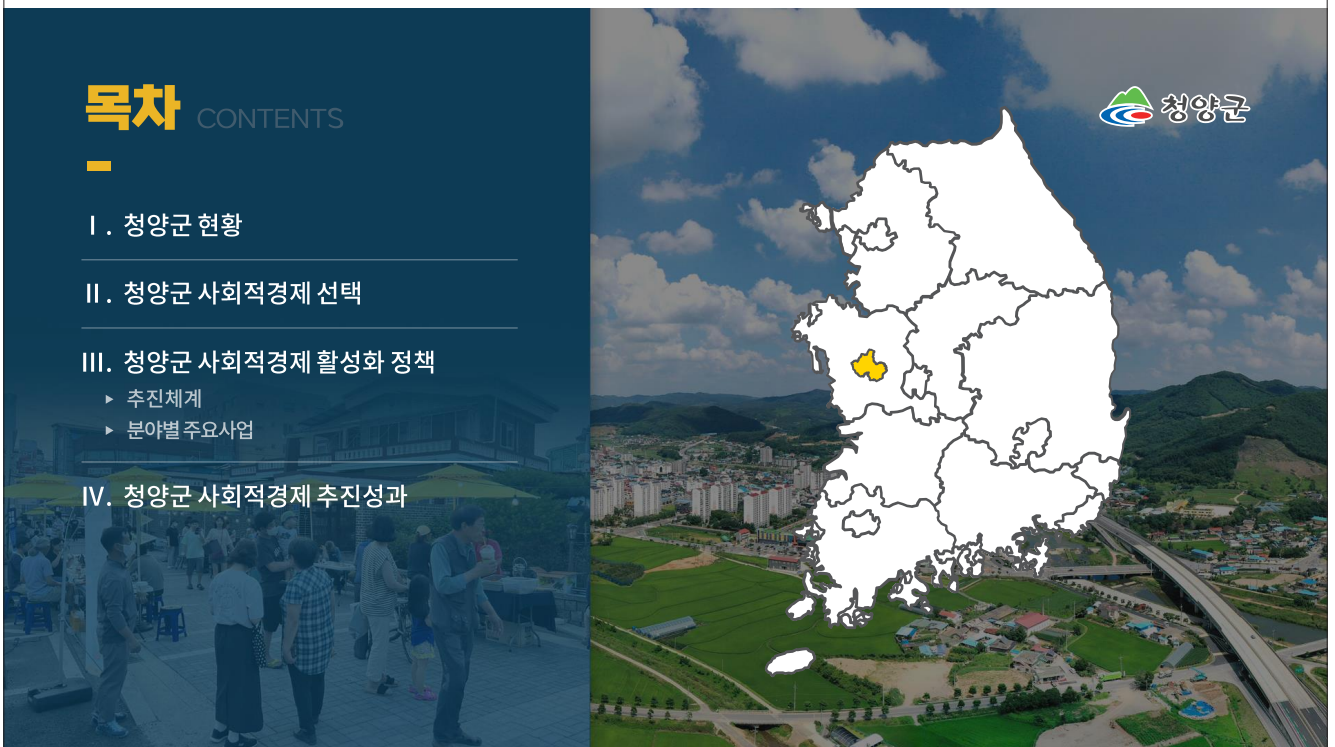 목차 CONTENTS
Ⅰ. 청양군 현황
Ⅱ. 청양군 사회적경제 선택
Ⅲ. 청양군 사회적경제 활성화 정책
▸ 추진체계
▸ 분야별 주요사업
Ⅳ. 청양군 사회적경제 추진성과
청양군